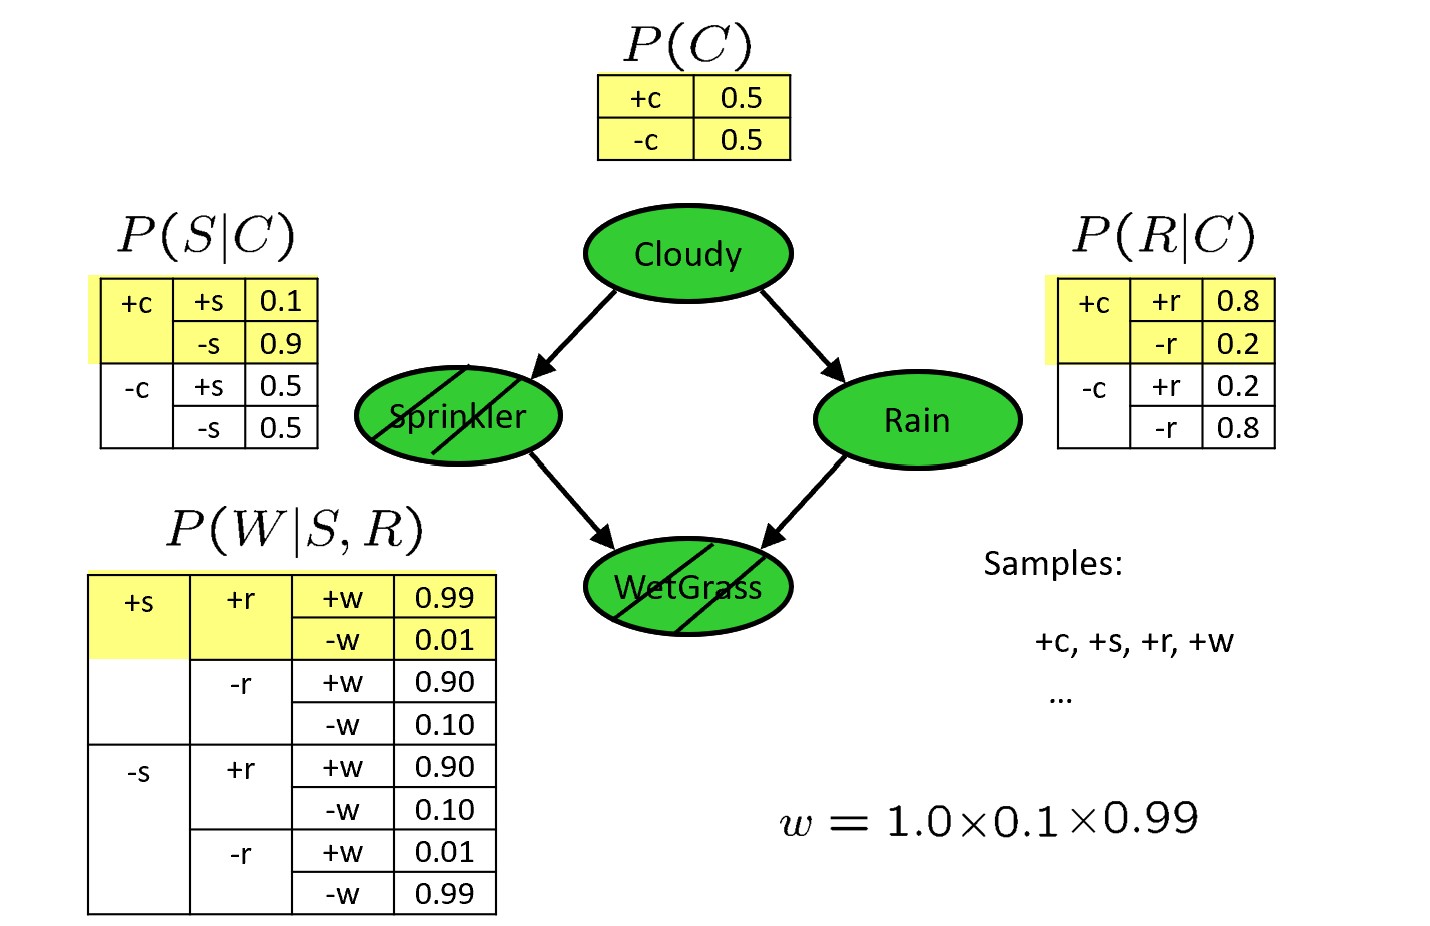 P(C)
+c 0.5
-c 0.5
P(S|C)
+c +s 0.1
-s 0.9
-c +s 0.5
-s 0.5
Cloudy
P(R|C)
+c +r 0.8
-r 0.2
-c +r 0.2
-r 0.8
Sprinkler
Rain
P(W|S, R)
+s +r +w 0.99
-w 0.01
-r +w 0.90
-w 0.10
-s +r +w 0.90
-w 0.10
-r +w 0.01
-w 0.99
WetGrass
Samples:
+c, +s, +r, +w
...
w = 1.0×0.1×0.99